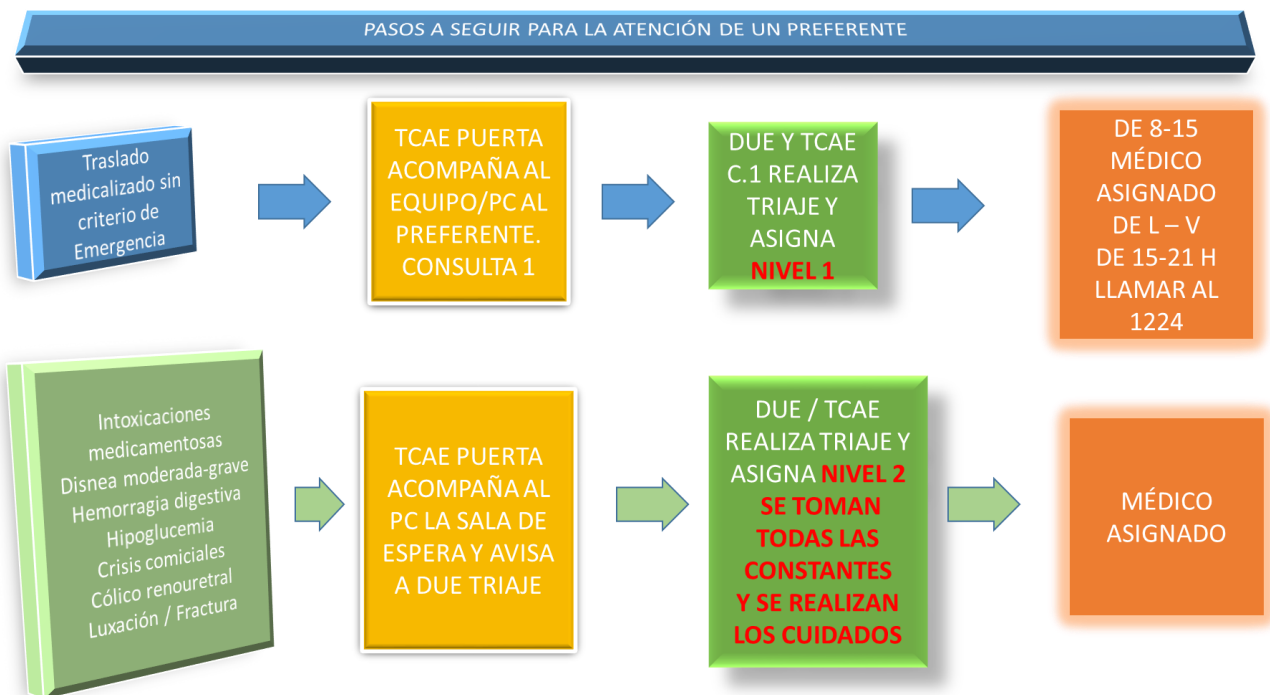 PASOS A SEGUIR PARA LA ATENCIÓN DE UN PREFERENTE
Traslado
medicalizado sin
criterio de
Emergencia
TCAE PUERTA
ACOMPAÑA AL
EQUIPO/PC AL
PREFERENTE.
CONSULTA 1
DUE Y TCAE
C.1 REALIZA
TRIAJE Y
ASIGNA
NIVEL 1
DE 8-15
MÉDICO
ASIGNADO
DE L – V
DE 15-21 H
LLAMAR AL
1224
Intoxicaciones
medicamentosas
Disnea moderada-grave
Hemorragia digestiva
Hipoglucemia
Crisis comiciales
Cólico renouretral
Luxación / Fractura
TCAE PUERTA
ACOMPAÑA AL
PC LA SALA DE
ESPERA Y AVISA
A DUE TRIAJE
DUE / TCAE
REALIZA TRIAJE Y
ASIGNA NIVEL 2
SE TOMAN
TODAS LAS
CONSTANTES
Y SE REALIZAN
LOS CUIDADOS
MÉDICO
ASIGNADO